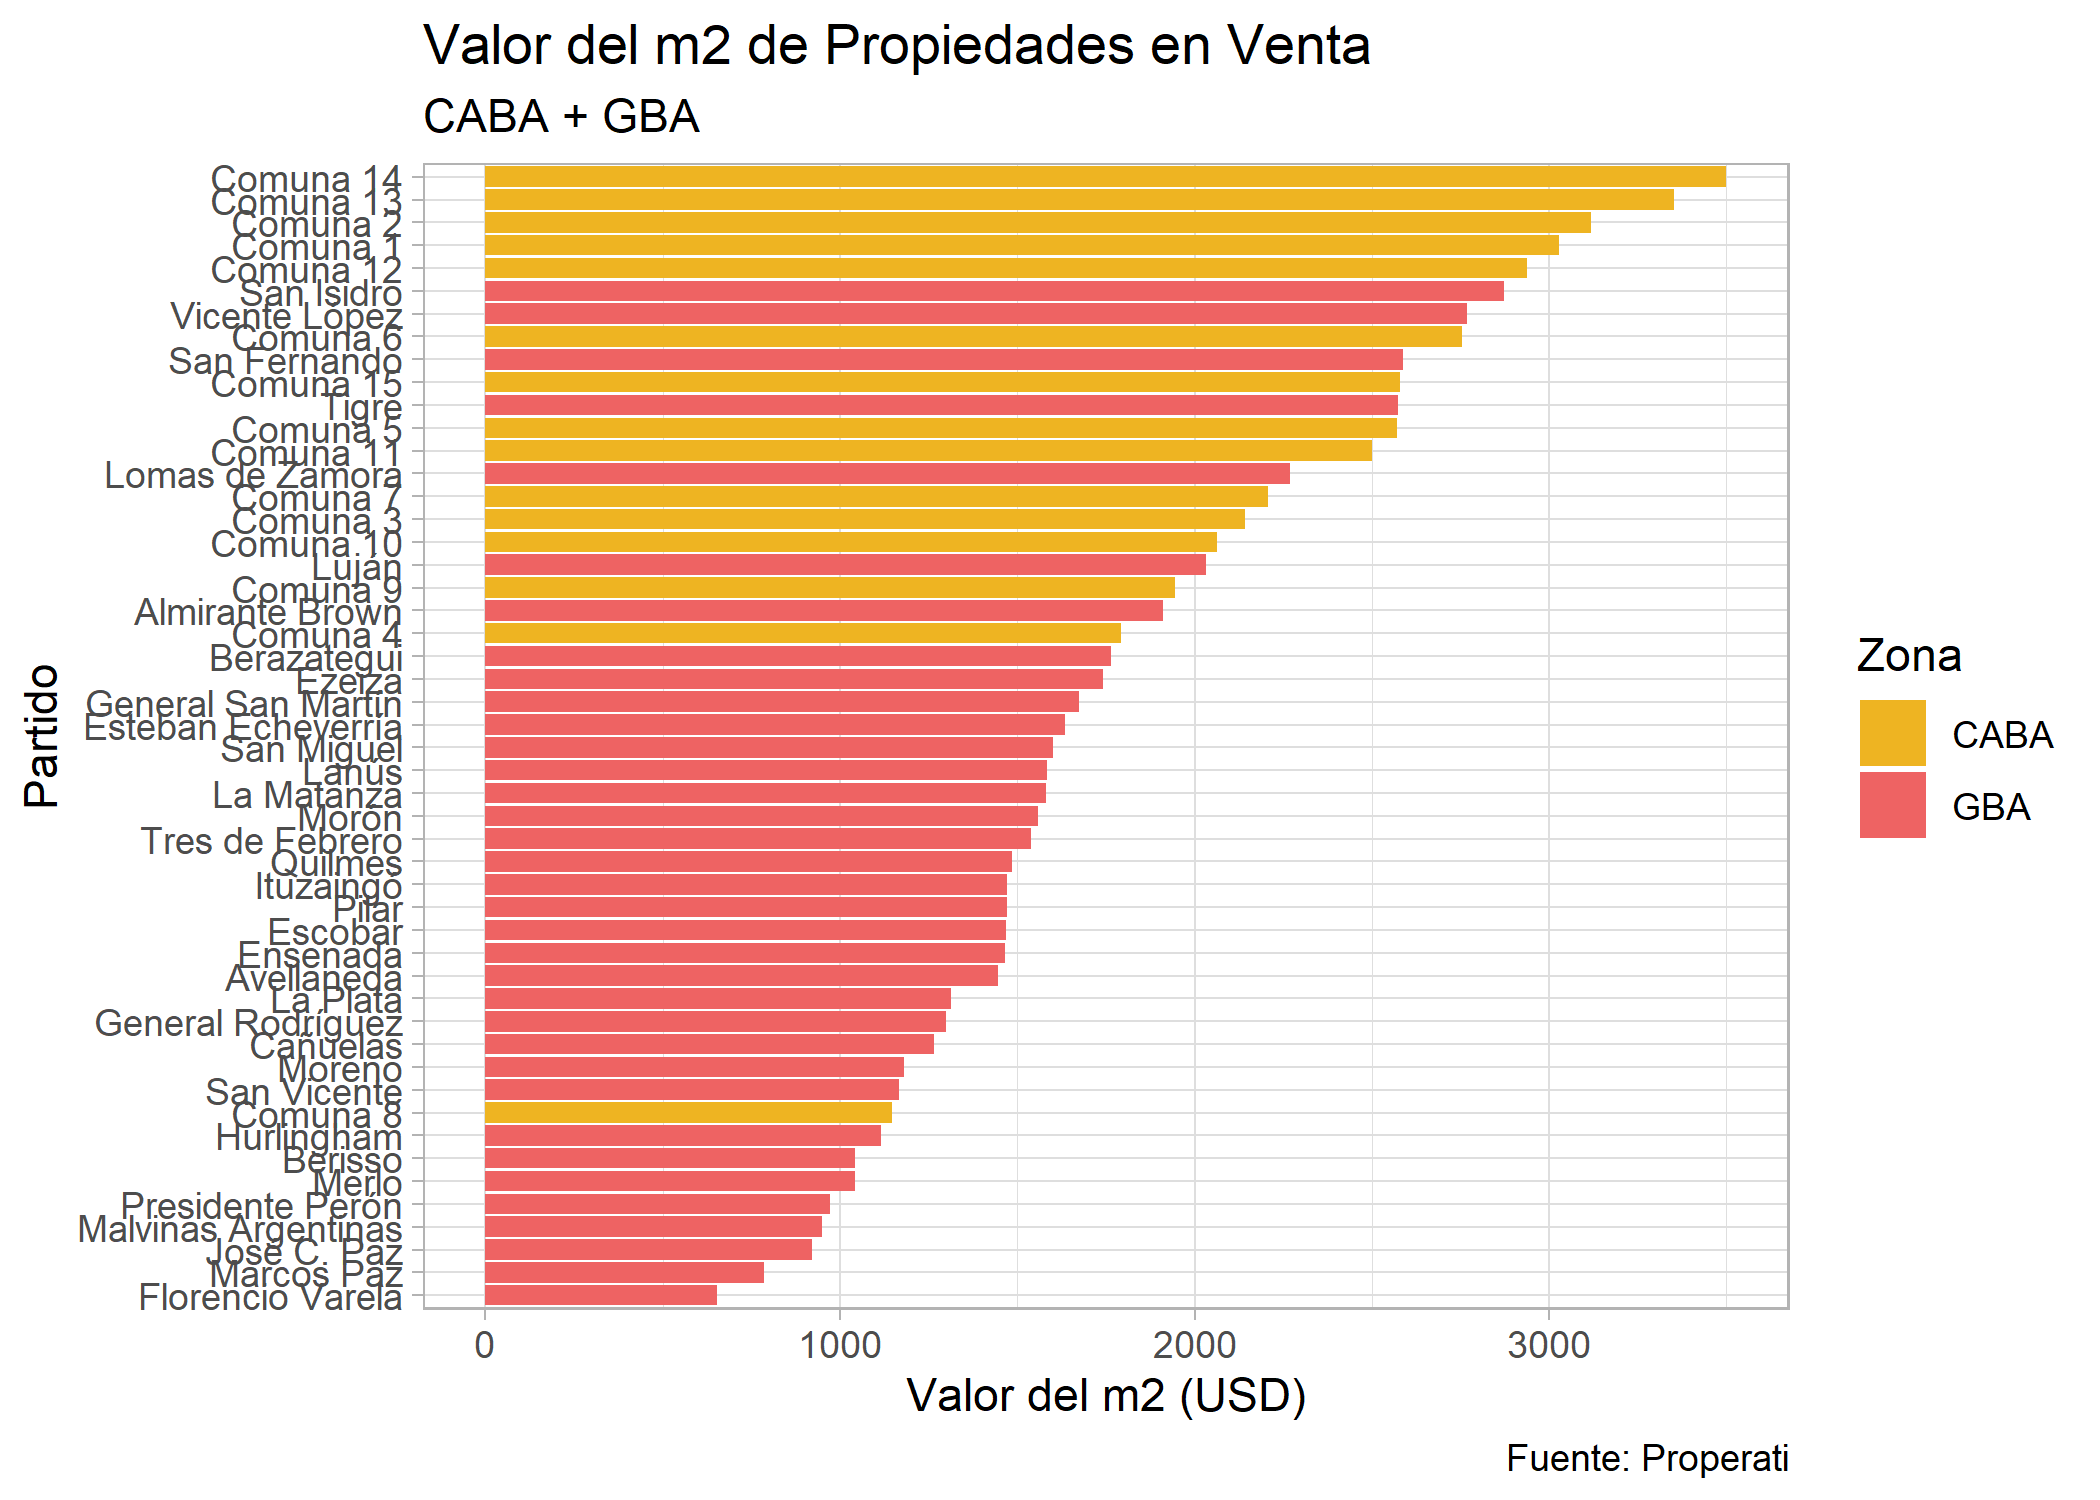 Valor del m2 de Propiedades en Venta
CABA + GBA
Comuna 14
Comuna 13
Comuna 2
Comuna 1
Comuna 12
San Isidro
Vicente López
Comuna 6
San Fernando
Comuna 15
Tigre
Comuna 5
Comuna 11
Lomas de Zamora
Comuna 7
Comuna 3
Comuna 10
Luján
Comuna 9
Almirante Brown
Comuna 4
Berazategui
Ezeiza
General San Martín
Esteban Echeverría
San Miguel
Lanús
La Matanza
Morón
Tres de Febrero
Quilmes
Ituzaingó
Pilar
Escobar
Ensenada
Avellaneda
La Plata
General Rodríguez
Cañuelas
Moreno
San Vicente
Comuna 8
Hurlingham
Berisso
Merlo
Presidente Perón
Malvinas Argentinas
José C. Paz
Marcos Paz
Florencio Varela
Partido
0 1000 2000 3000
Valor del m2 (USD)
Zona
CABA
GBA
Fuente: Properati